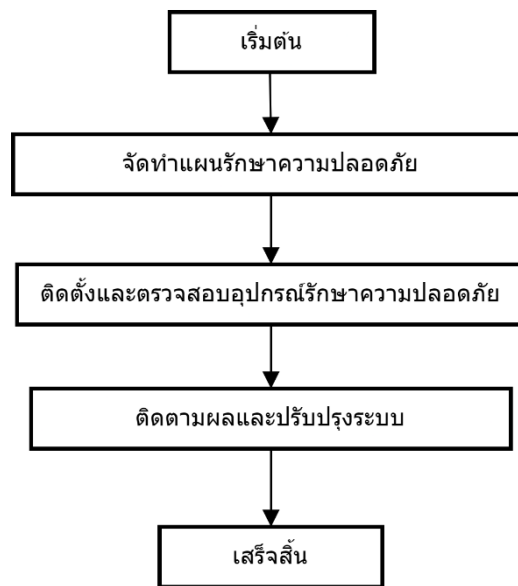 เริ่มต้น
จัดทำแผนรักษาความปลอดภัย
ติดตั้งและตรวจสอบอุปกรณ์รักษาความปลอดภัย
ติดตามผลและปรับปรุงระบบ
เสร็จสิ้น